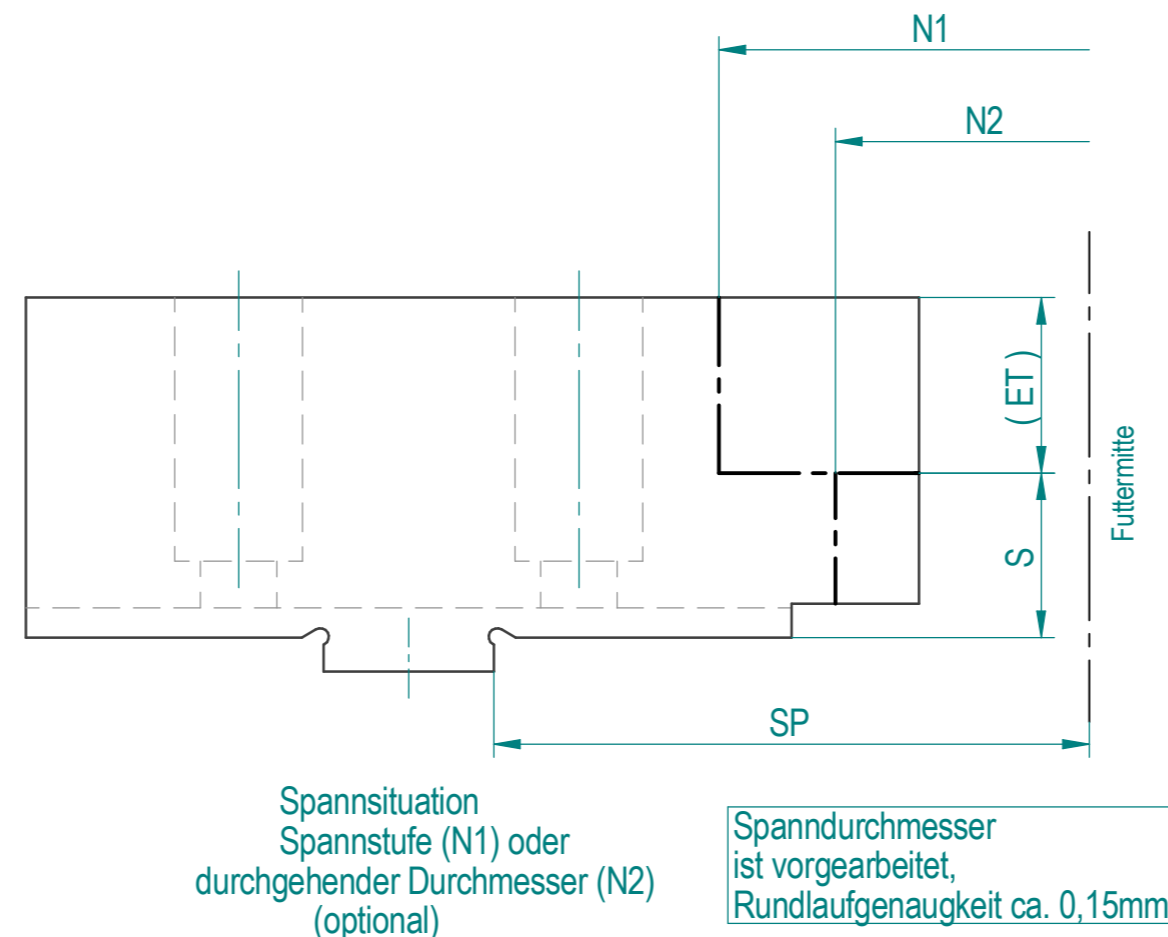 N1
N2
( ET )
S
Futtermitte
SP
Spannsituation
Spannstufe (N1) oder
durchgehender Durchmesser (N2)
(optional)
Spanndurchmesser
ist vorgearbeitet,
Rundlaufgenaugkeit ca. 0,15mm